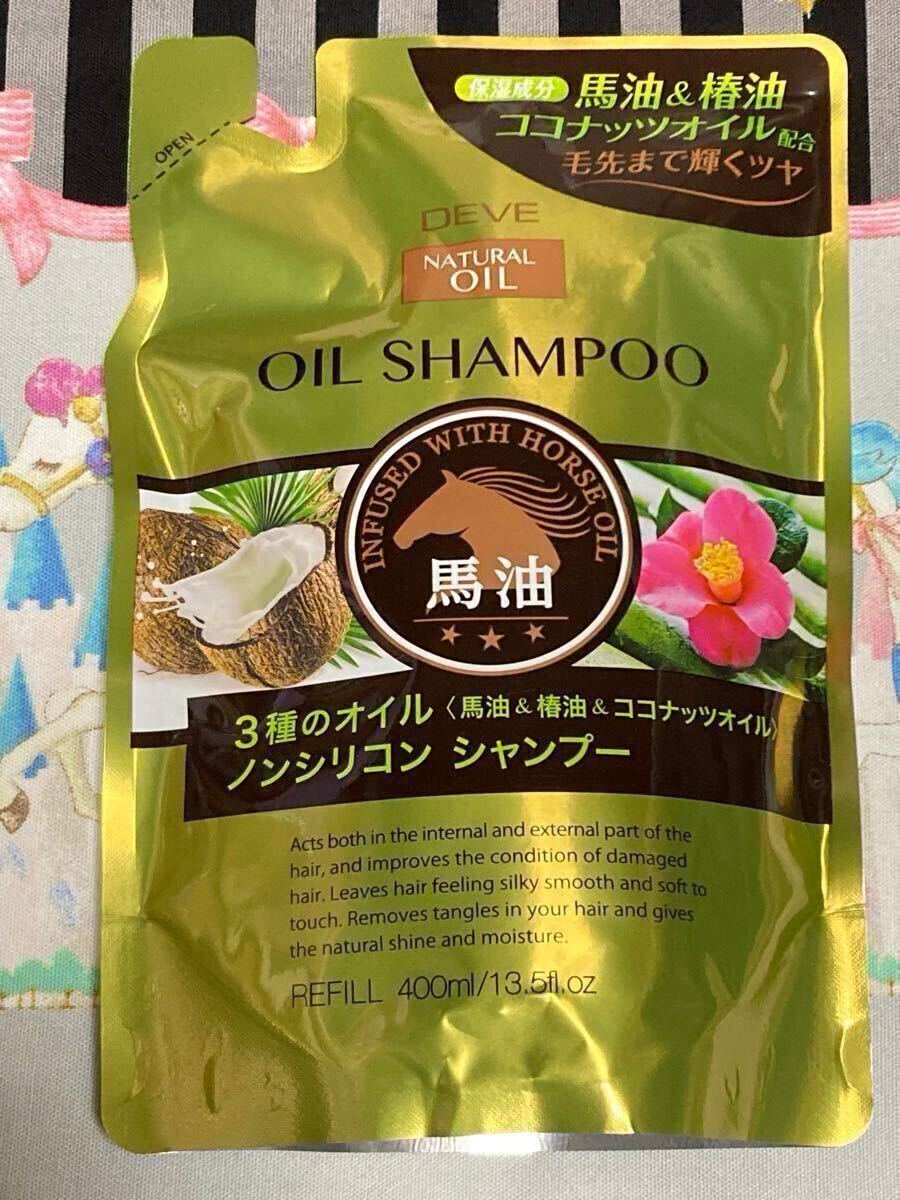 OPEN
保湿成分 馬油&椿油
ココナッツオイル配合
毛先まで輝くツヤ
DEVE
NATURAL
OIL
OIL SHAMPOO
INFUSED WITH HORSE OIL
馬油
3種のオイル〈馬油&椿油&ココナッツオイル〉
ノンシリコン シャンプー
Acts both in the internal and external part of the
hair, and improves the condition of damaged
hair. Leaves hair feeling silky smooth and soft to
touch. Removes tangles in your hair and gives
the natural shine and moisture.
REFILL 400ml/13.5fl.oz